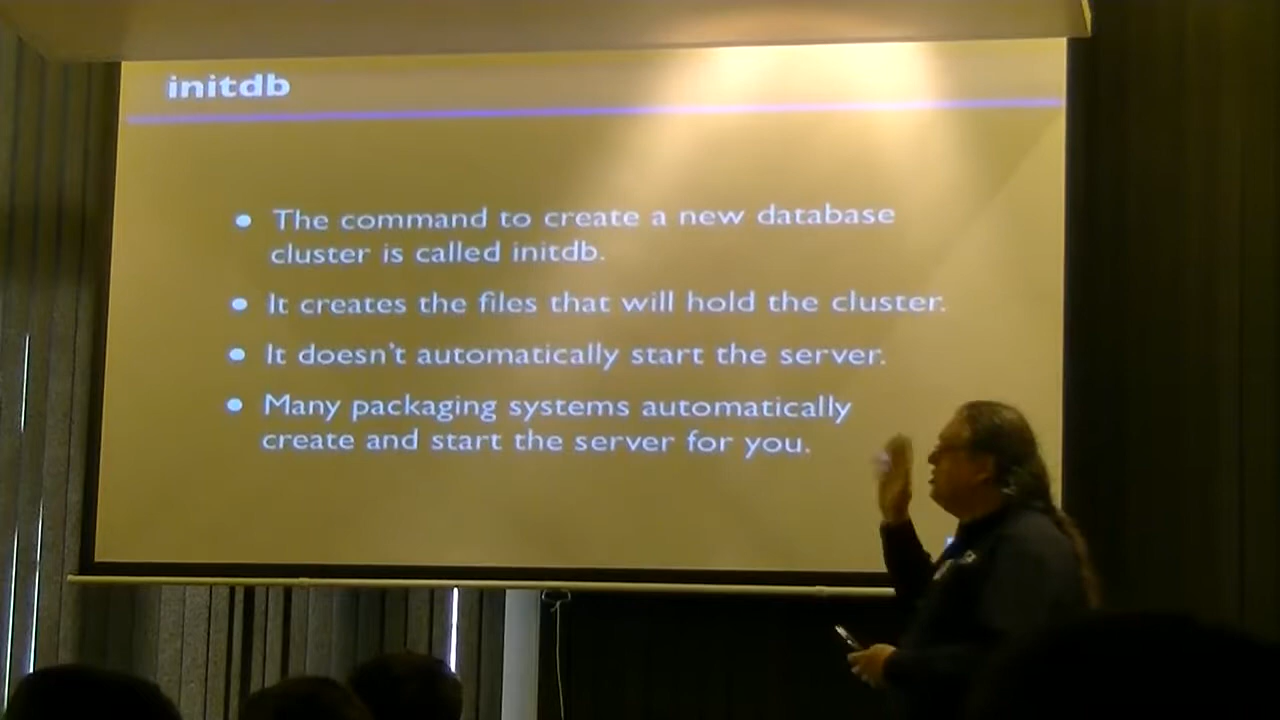 initdb
• The command to create a new database
cluster is called initdb.
• It creates the files that will hold the cluster.
• It doesn't automatically start the server.
• Many packaging systems automatically
create and start the server for you.